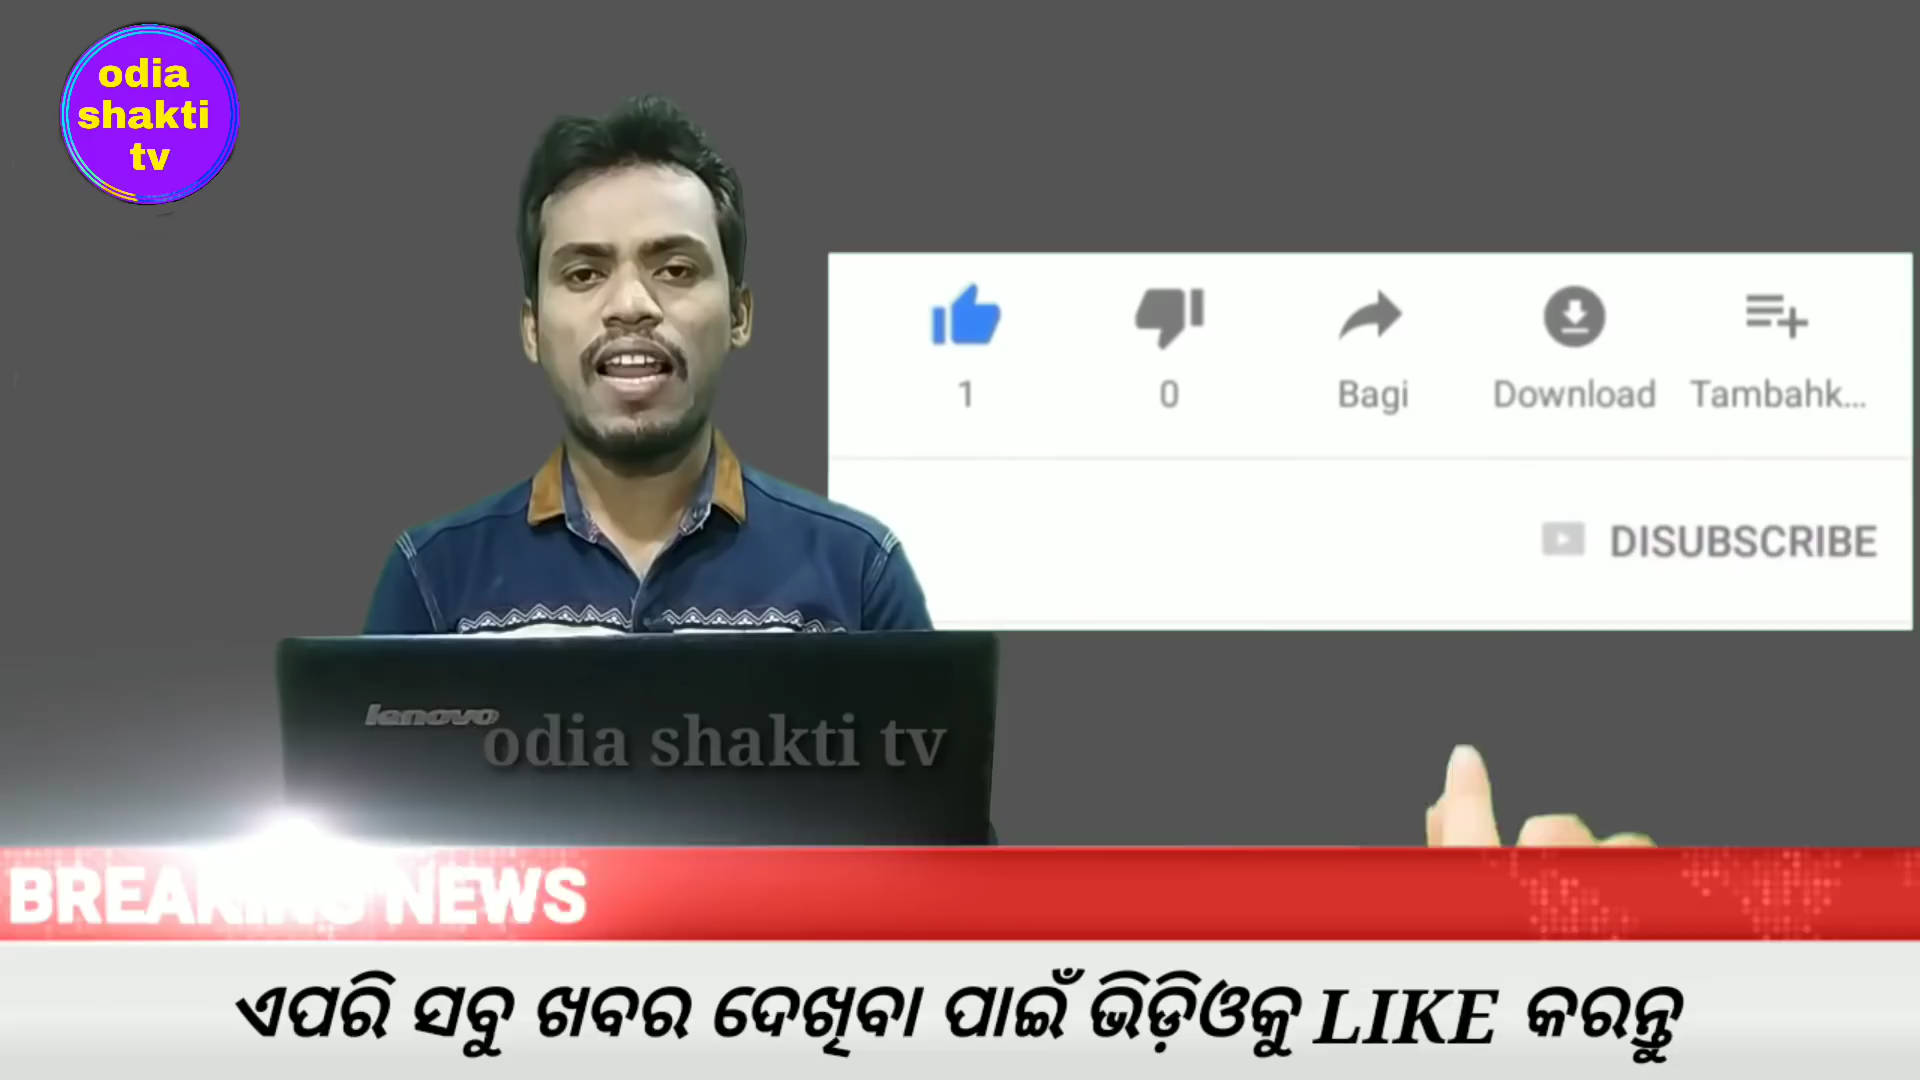 odia
shakti
tv
1
0
Bagi
Download
Tambahk...
DISUBSCRIBE
lenovo
odia shakti tv
BREAKING NEWS
ଏପରି ସବୁ ଖବର ଦେଖିବା ପାଇଁ ଭିଡ଼ିଓକୁ LIKE କରନ୍ତୁ